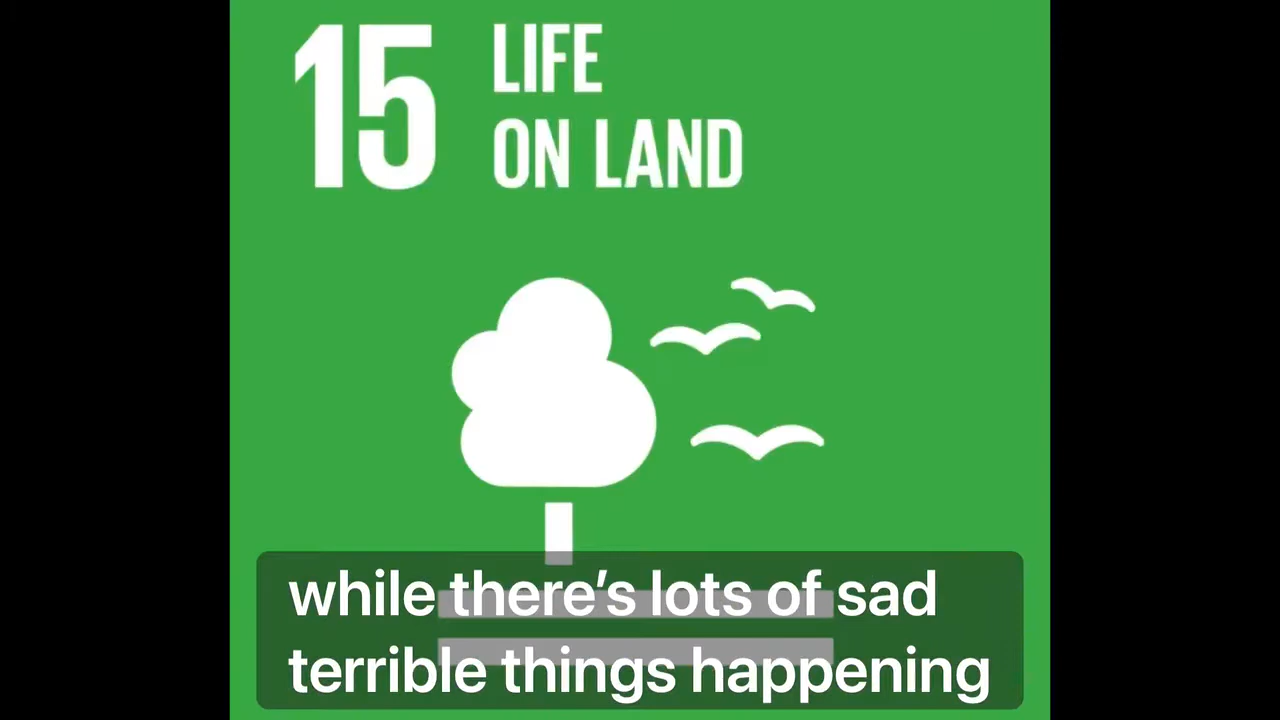 15 LIFE
ON LAND
while there’s lots of sad
terrible things happening